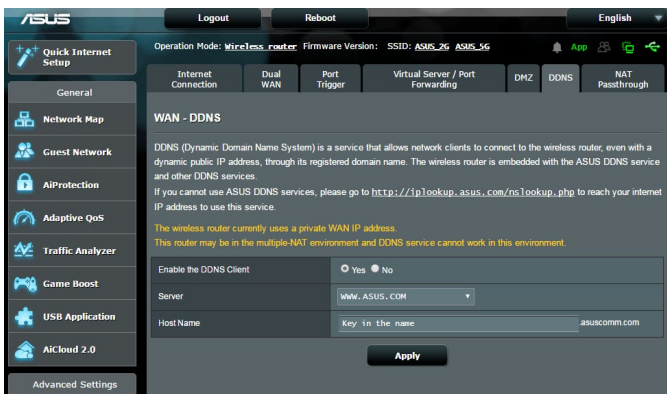 ASUS
Logout
Reboot
English
Quick Internet
Setup
Operation Mode: Wireless router Firmware Version: SSID: ASUS_2G ASUS_5G
App
General
Internet
Connection
Dual
WAN
Port
Trigger
Virtual Server / Port
Forwarding
DMZ
DDNS
NAT
Passthrough
Network Map
Guest Network
AiProtection
Adaptive QoS
Traffic Analyzer
Game Boost
USB Application
AiCloud 2.0
Advanced Settings
WAN - DDNS
DDNS (Dynamic Domain Name System) is a service that allows network clients to connect to the wireless router, even with a
dynamic public IP address, through its registered domain name. The wireless router is embedded with the ASUS DDNS service
and other DDNS services.
If you cannot use ASUS DDNS services, please go to http://iplookup.asus.com/nslookup.php to reach your internet
IP address to use this service.
The wireless router currently uses a private WAN IP
address.
This router may be in the multiple-NAT environment and DDNS service cannot work in this environment.
Enable the DDNS Client
Yes No
Server
WWW.ASUS.COM
Host Name
Key in the name
.asuscomm.com
Apply